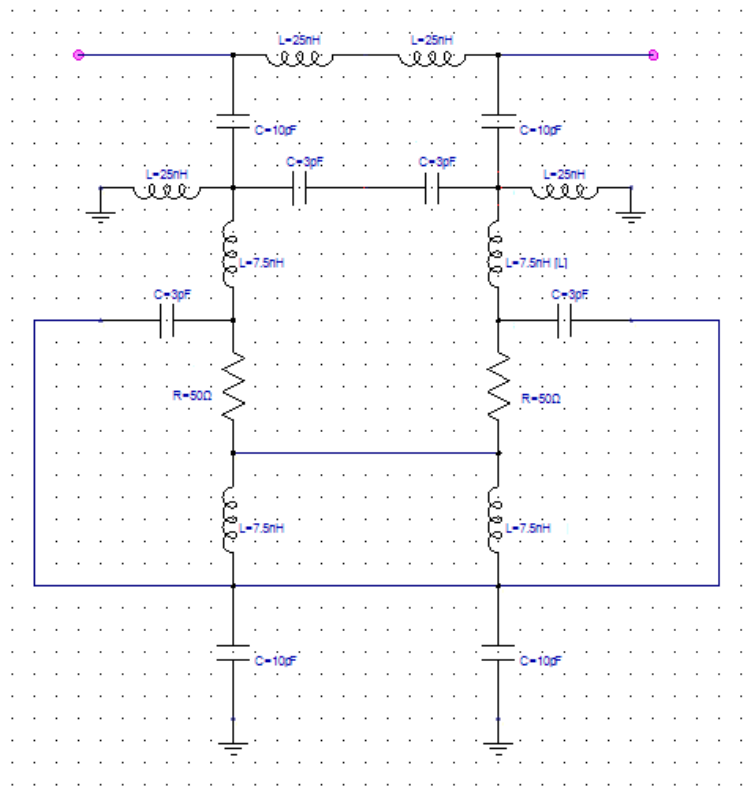 L=25nH
L=25nH
C=10pF
C=10pF
C=3pF
C=3pF
L=25nH
L=25nH
L=7.5nH
L=7.5nH [L]
C=3pF
C=3pF
R=50Ω
R=50Ω
L=7.5nH
L=7.5nH
C=10pF
C=10pF